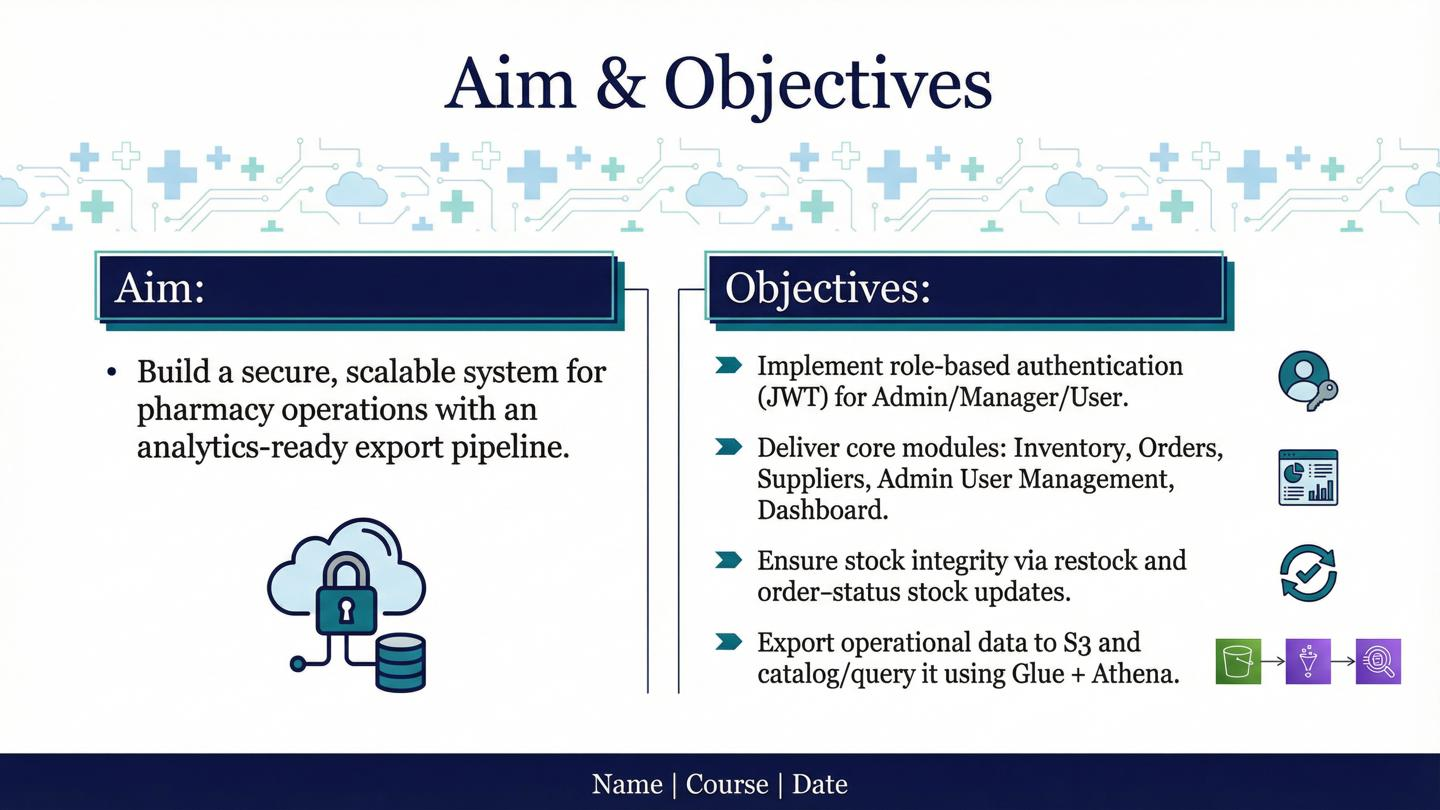 Aim & Objectives
Aim:
• Build a secure, scalable system for
pharmacy operations with an
analytics-ready export pipeline.
Objectives:
Implement role-based authentication
(JWT) for Admin/Manager/User.
Deliver core modules: Inventory, Orders,
Suppliers, Admin User Management,
Dashboard.
Ensure stock integrity via restock and
order–status stock updates.
Export operational data to S3 and
catalog/query it using Glue + Athena.
Name | Course | Date